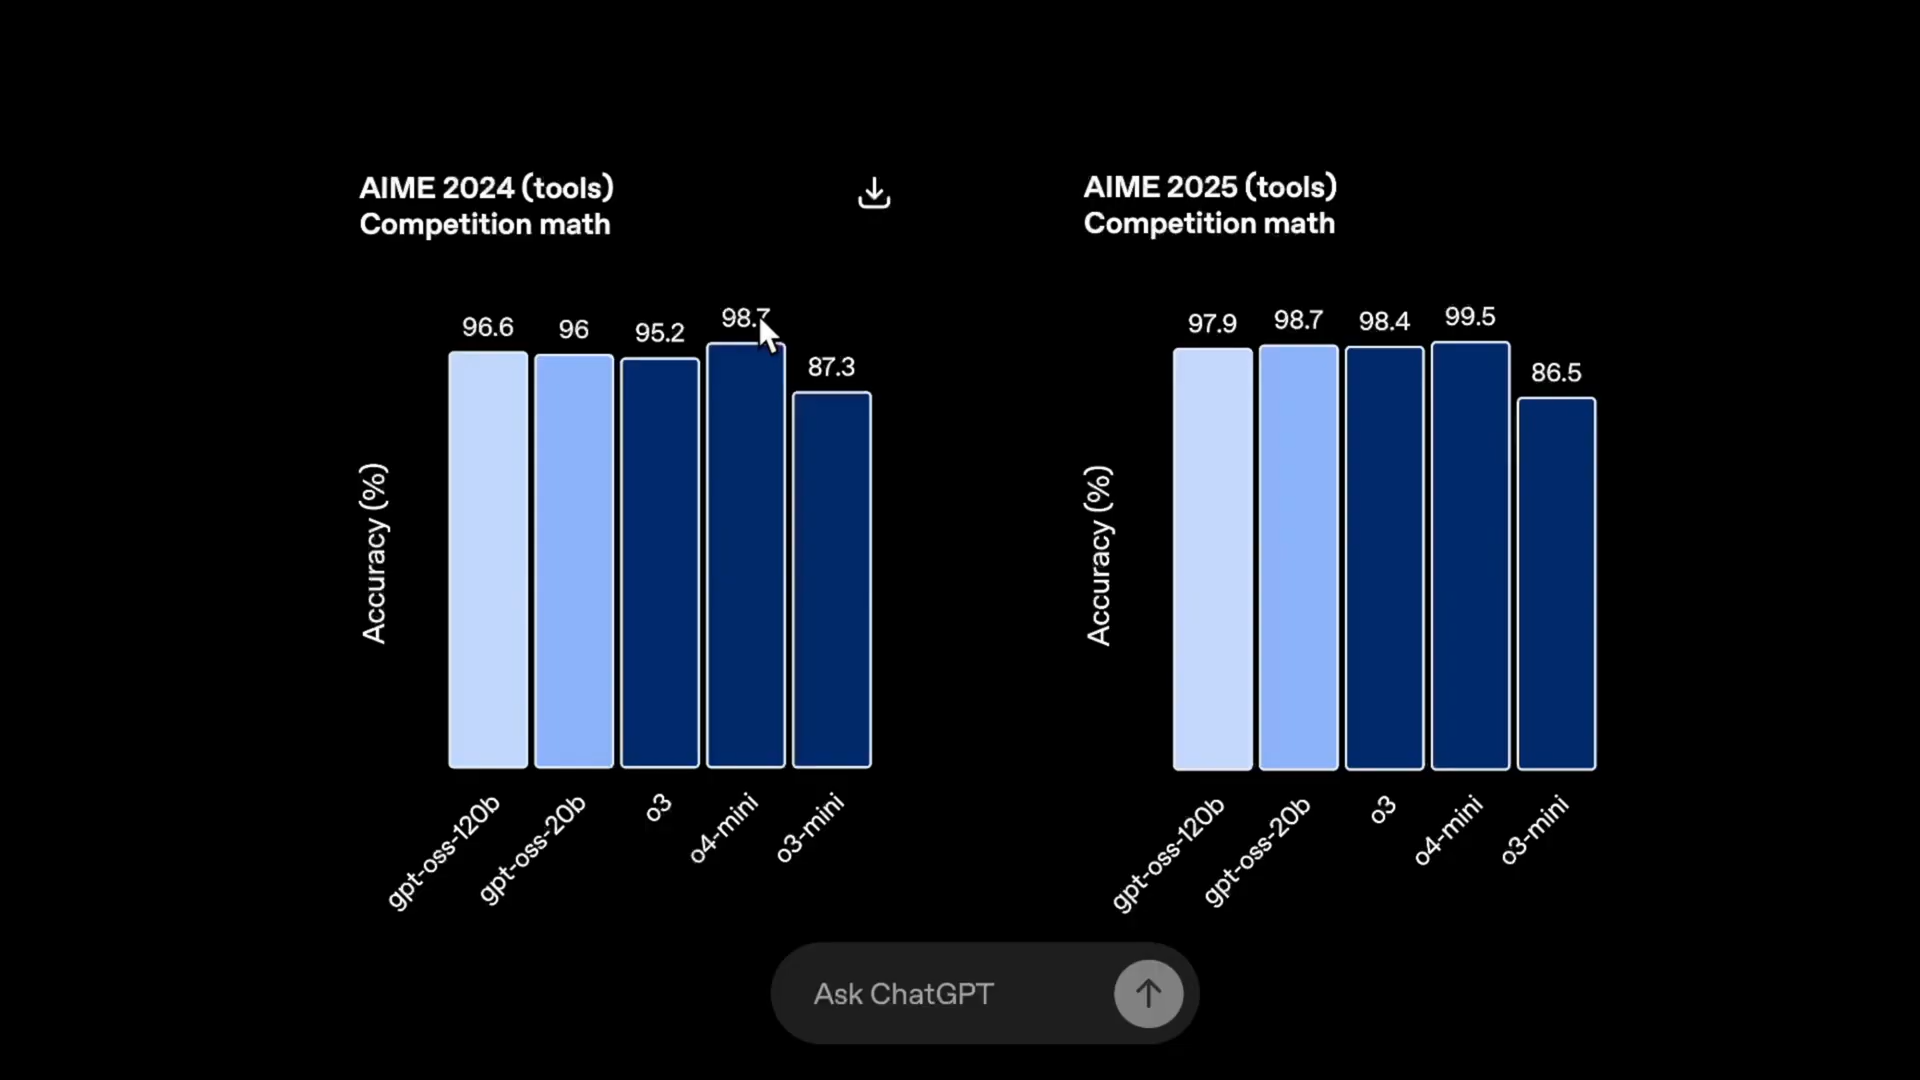 AIME 2024 (tools)
Competition math
Accuracy (%)
96.6
96
95.2
98.7
87.3
gpt-oss-120b
gpt-oss-20b
o3
o4-mini
o3-mini
AIME 2025 (tools)
Competition math
Accuracy (%)
97.9
98.7
98.4
99.5
86.5
gpt-oss-120b
gpt-oss-20b
o3
o4-mini
o3-mini
Ask ChatGPT